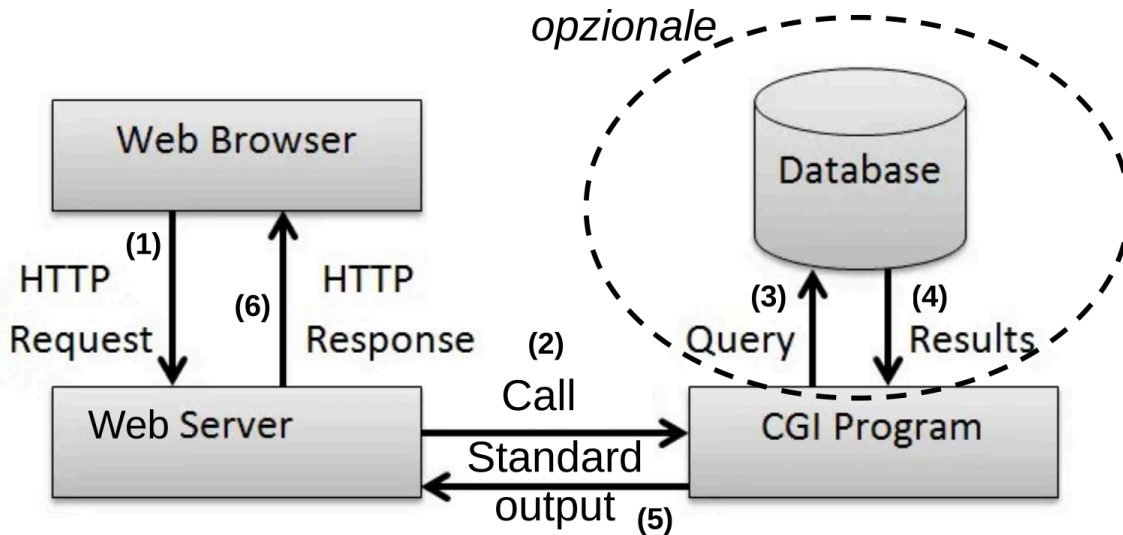 opzionale
Web Browser
Database
(1)
HTTP
Request
(6)
HTTP
Response
(3)
Query
(4)
Results
(2)
Call
Web Server
CGI Program
Standard
output
(5)